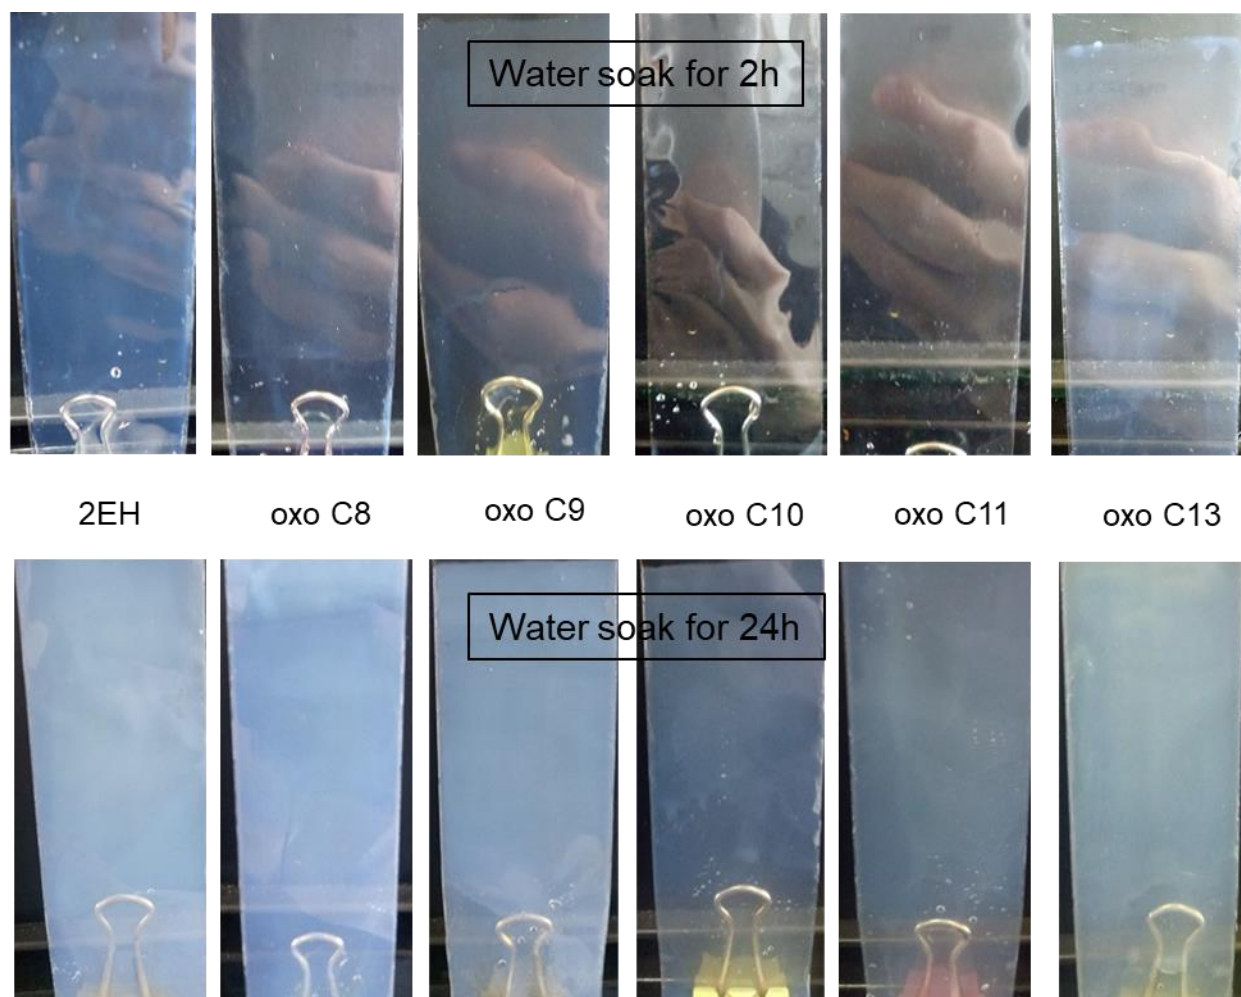 Water soak for 2h
2EH
oxo C8
oxo C9
oxo C10
oxo C11
oxo C13
Water soak for 24h